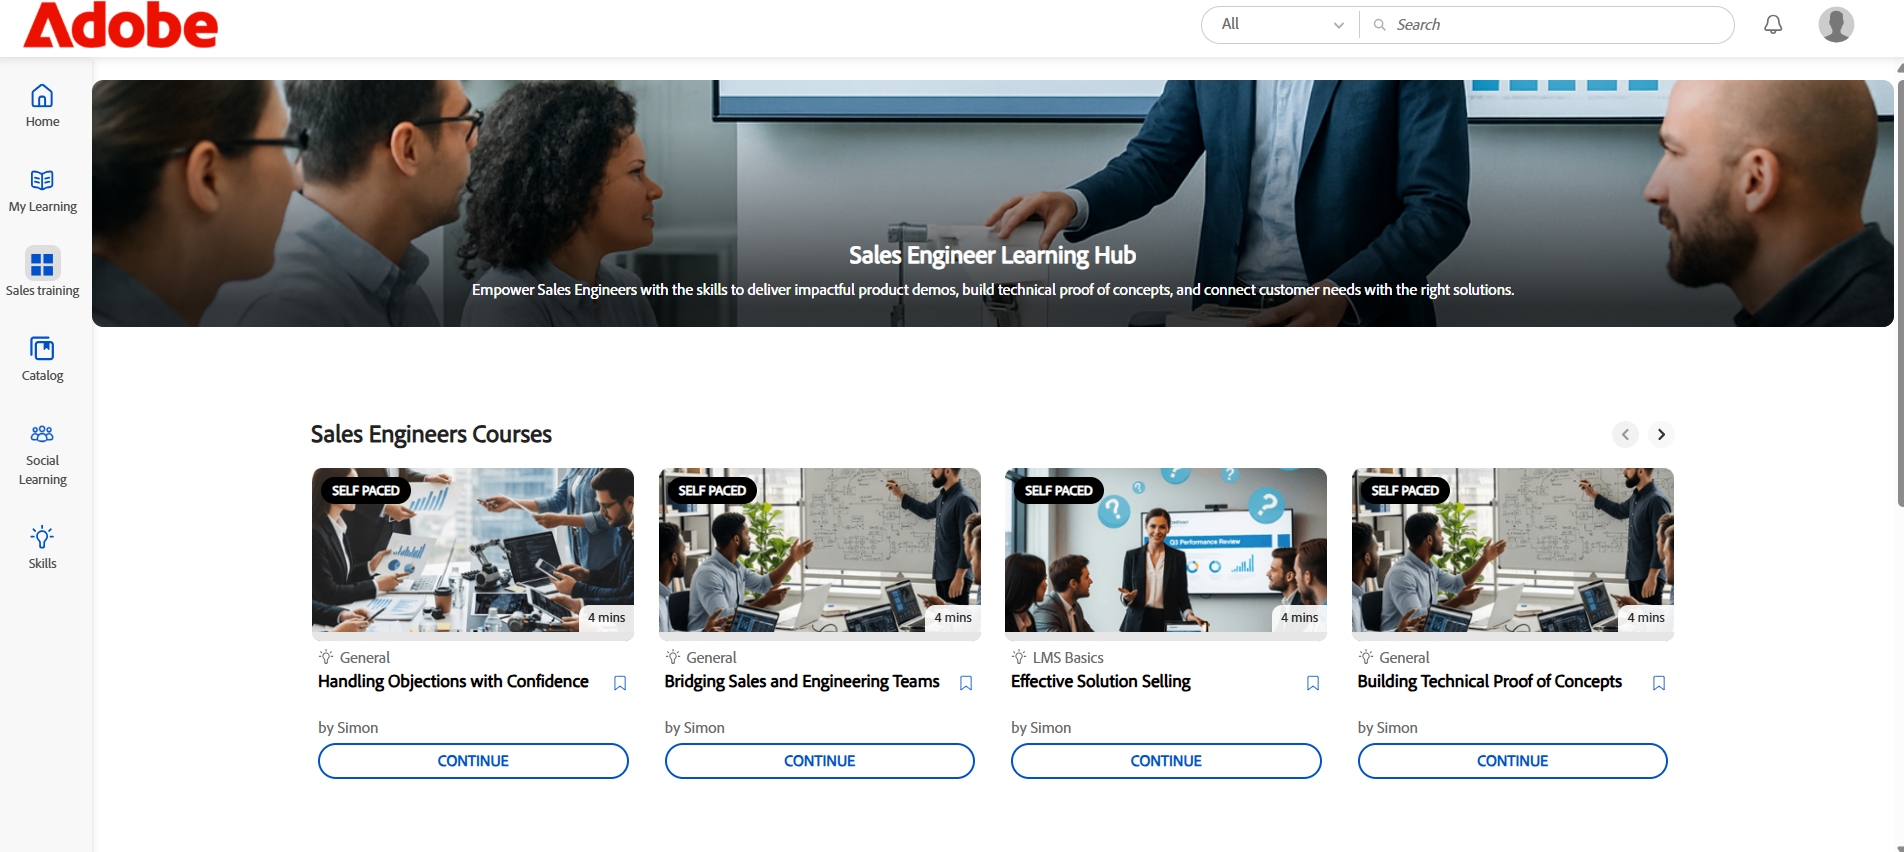 Adobe
All
Search
Home
My Learning
Sales training
Catalog
Social
Learning
Skills
Sales Engineer Learning Hub
Empower Sales Engineers with the skills to deliver impactful product demos, build technical proof of concepts, and connect customer needs with the right solutions.
Sales Engineers Courses
SELF PACED
4 mins
General
Handling Objections with Confidence
by Simon
CONTINUE
SELF PACED
4 mins
General
Bridging Sales and Engineering Teams
by Simon
CONTINUE
SELF PACED
? ? ? ?
Q3 Performance Review
4 mins
LMS Basics
Effective Solution Selling
by Simon
CONTINUE
SELF PACED
4 mins
General
Building Technical Proof of Concepts
by Simon
CONTINUE